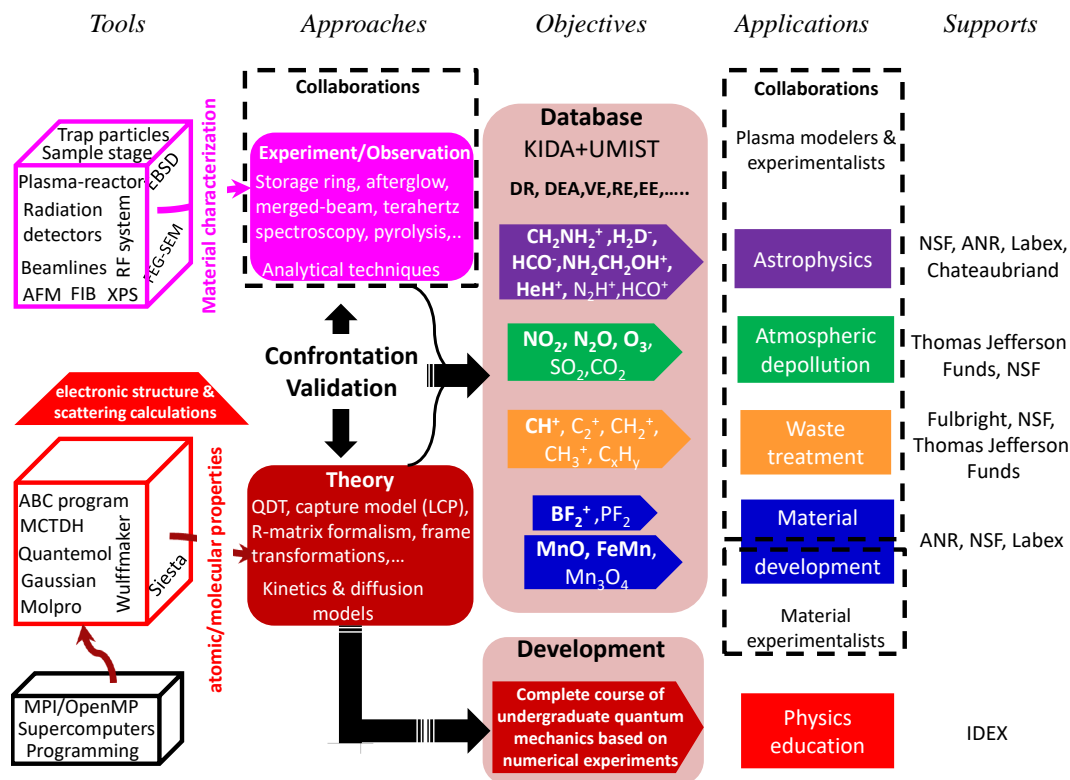 Tools
Approaches
Objectives
Applications
Supports
Trap particles
Sample stage
Plasma-reactor
Radiation
detectors
Beamlines
AFM FIB XPS
RF system
EBSD
FEG-SEM
Material characterization
Collaborations
Experiment/Observation
Storage ring, afterglow,
merged-beam, terahertz
spectroscopy, pyrolysis,..
Analytical techniques
Confrontation
Validation
electronic structure &
scattering calculations
ABC program
MCTDH
Quantemol
Gaussian
Molpro
Wulffmaker
Siesta
atomic/molecular properties
MPI/OpenMP
Supercomputers
Programming
Theory
QDT, capture model (LCP),
R-matrix formalism, frame
transformations,...
Kinetics & diffusion
models
Database
KIDA+UMIST
DR, DEA,VE,RE,EE,.....
CH₂NH₂⁺ ,H₂D⁻,
HCO⁻,NH₂CH₂OH⁺,
HeH⁺, N₂H⁺,HCO⁺
NO₂, N₂O, O₃,
SO₂,CO₂
CH⁺, C₂⁺, CH₂⁺,
CH₃⁺, CₓHᵧ
BF₂⁺ ,PF₂
MnO, FeMn,
Mn₃O₄
Development
Complete course of
undergraduate quantum
mechanics based on
numerical experiments
Collaborations
Plasma modelers &
experimentalists
Astrophysics
Atmospheric
depollution
Waste
treatment
Material
development
Material
experimentalists
Physics
education
NSF, ANR, Labex,
Chateaubriand
Thomas Jefferson
Funds, NSF
Fulbright, NSF,
Thomas Jefferson
Funds
ANR, NSF, Labex
IDEX